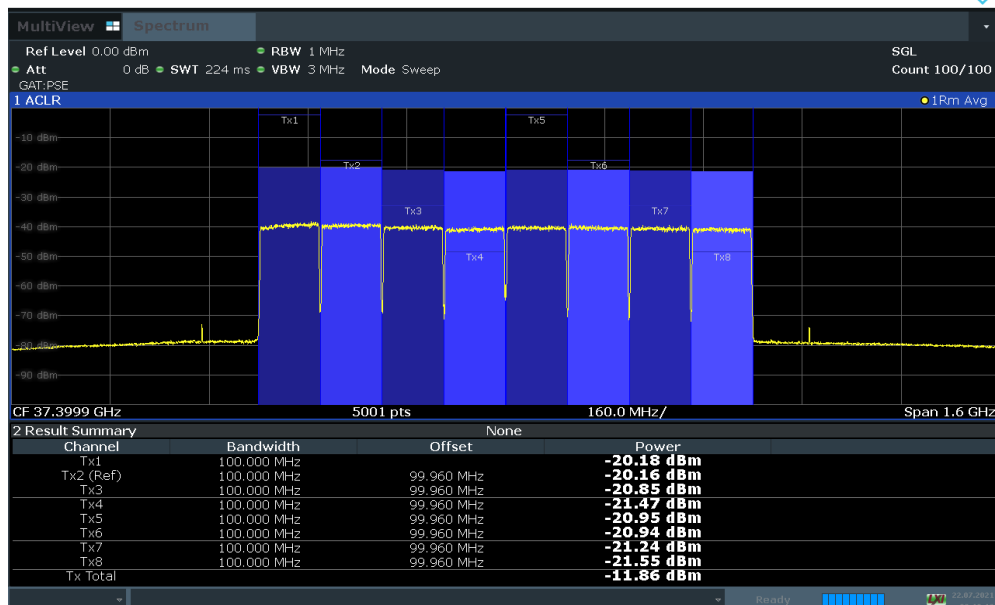 MultiView Spectrum
Ref Level 0.00 dBm RBW 1 MHz SGL
Att 0 dB SWT 224 ms VBW 3 MHz Mode Sweep Count 100/100
GAT:PSE
1 ACLR 1Rm Avg
Tx1 Tx5
-10 dBm
Tx2 Tx6
-20 dBm
-30 dBm
Tx3 Tx7
-40 dBm
-50 dBm
Tx4 Tx8
-60 dBm
-70 dBm
-80 dBm
-90 dBm
CF 37.3999 GHz 5001 pts 160.0 MHz/ Span 1.6 GHz
2 Result Summary None
Channel Bandwidth Offset Power
Tx1 100.000 MHz -20.18 dBm
Tx2 (Ref) 100.000 MHz 99.960 MHz -20.16 dBm
Tx3 100.000 MHz 99.960 MHz -20.85 dBm
Tx4 100.000 MHz 99.960 MHz -21.47 dBm
Tx5 100.000 MHz 99.960 MHz -20.95 dBm
Tx6 100.000 MHz 99.960 MHz -20.94 dBm
Tx7 100.000 MHz 99.960 MHz -21.24 dBm
Tx8 100.000 MHz 99.960 MHz -21.55 dBm
Tx Total -11.86 dBm
Ready LXI 22.07.2021